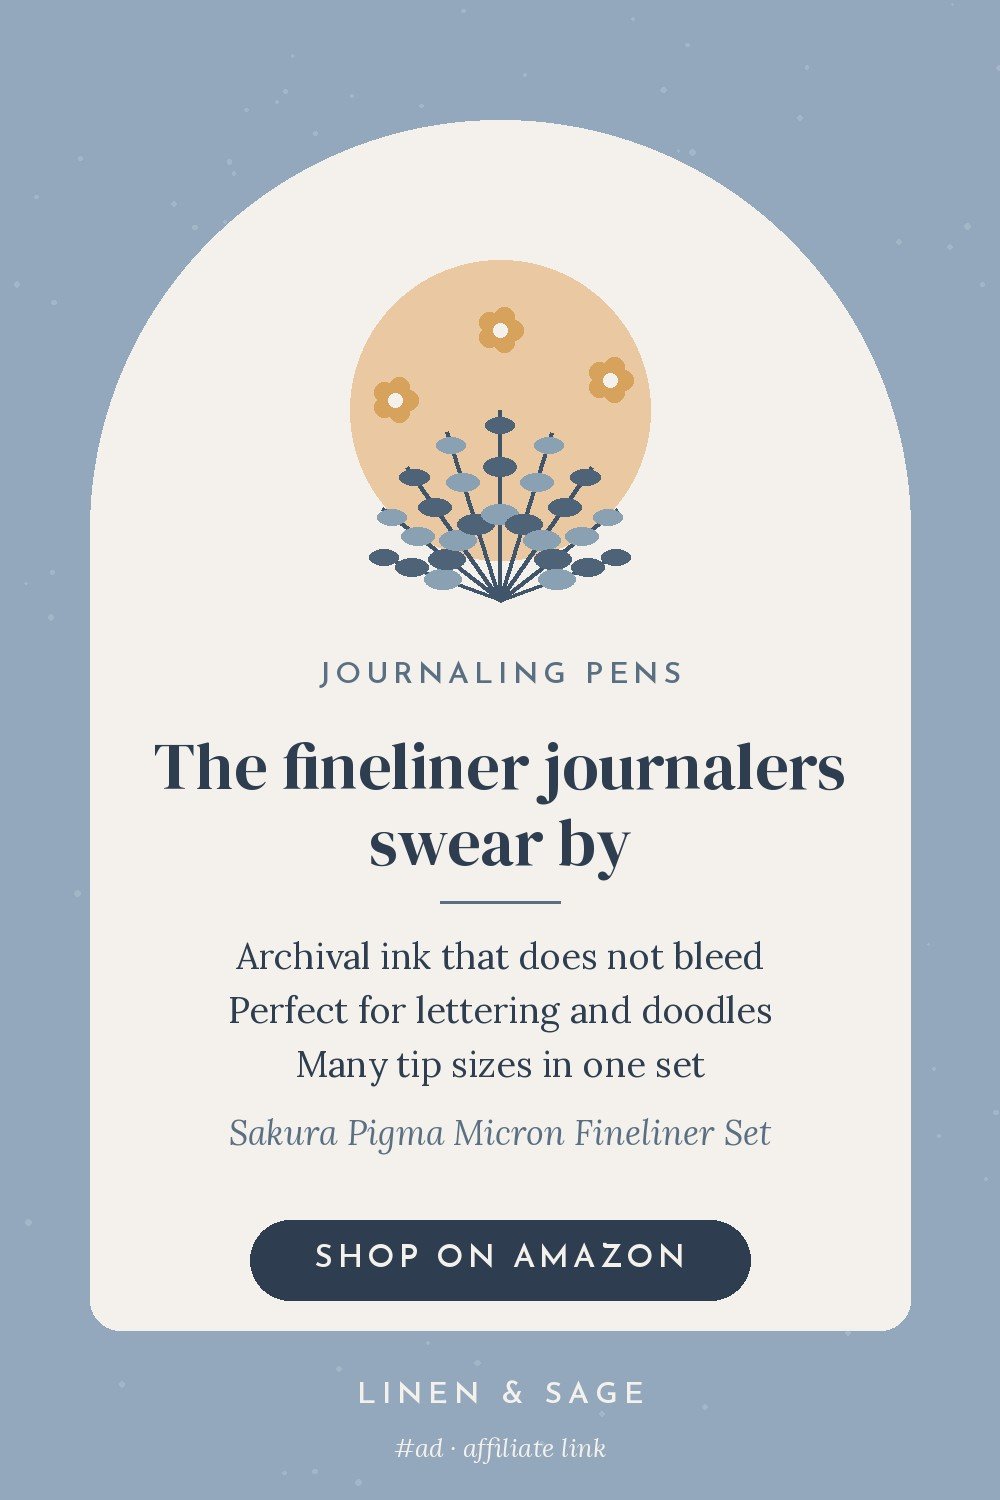 JOURNALING PENS
The fineliner journalers
swear by
Archival ink that does not bleed
Perfect for lettering and doodles
Many tip sizes in one set
Sakura Pigma Micron Fineliner Set
SHOP ON AMAZON
LINEN & SAGE
#ad · affiliate link